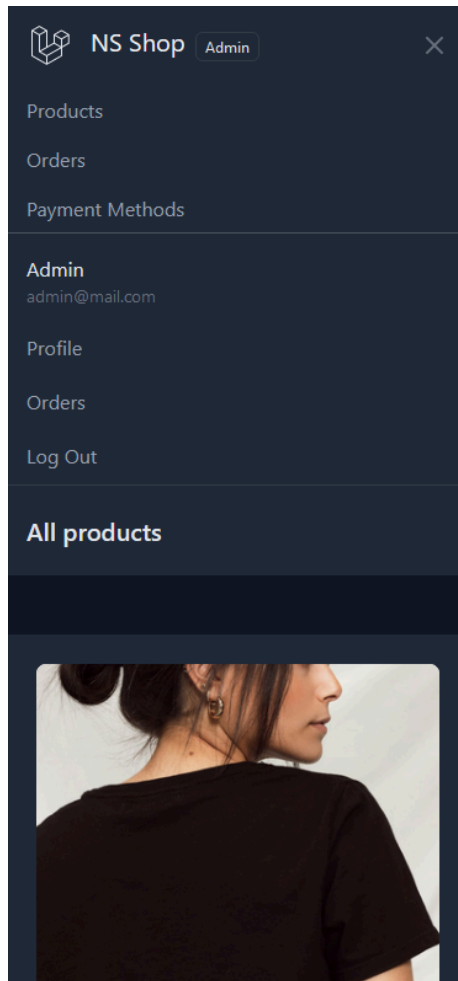 NS Shop Admin
Products
Orders
Payment Methods
Admin
admin@mail.com
Profile
Orders
Log Out
All products